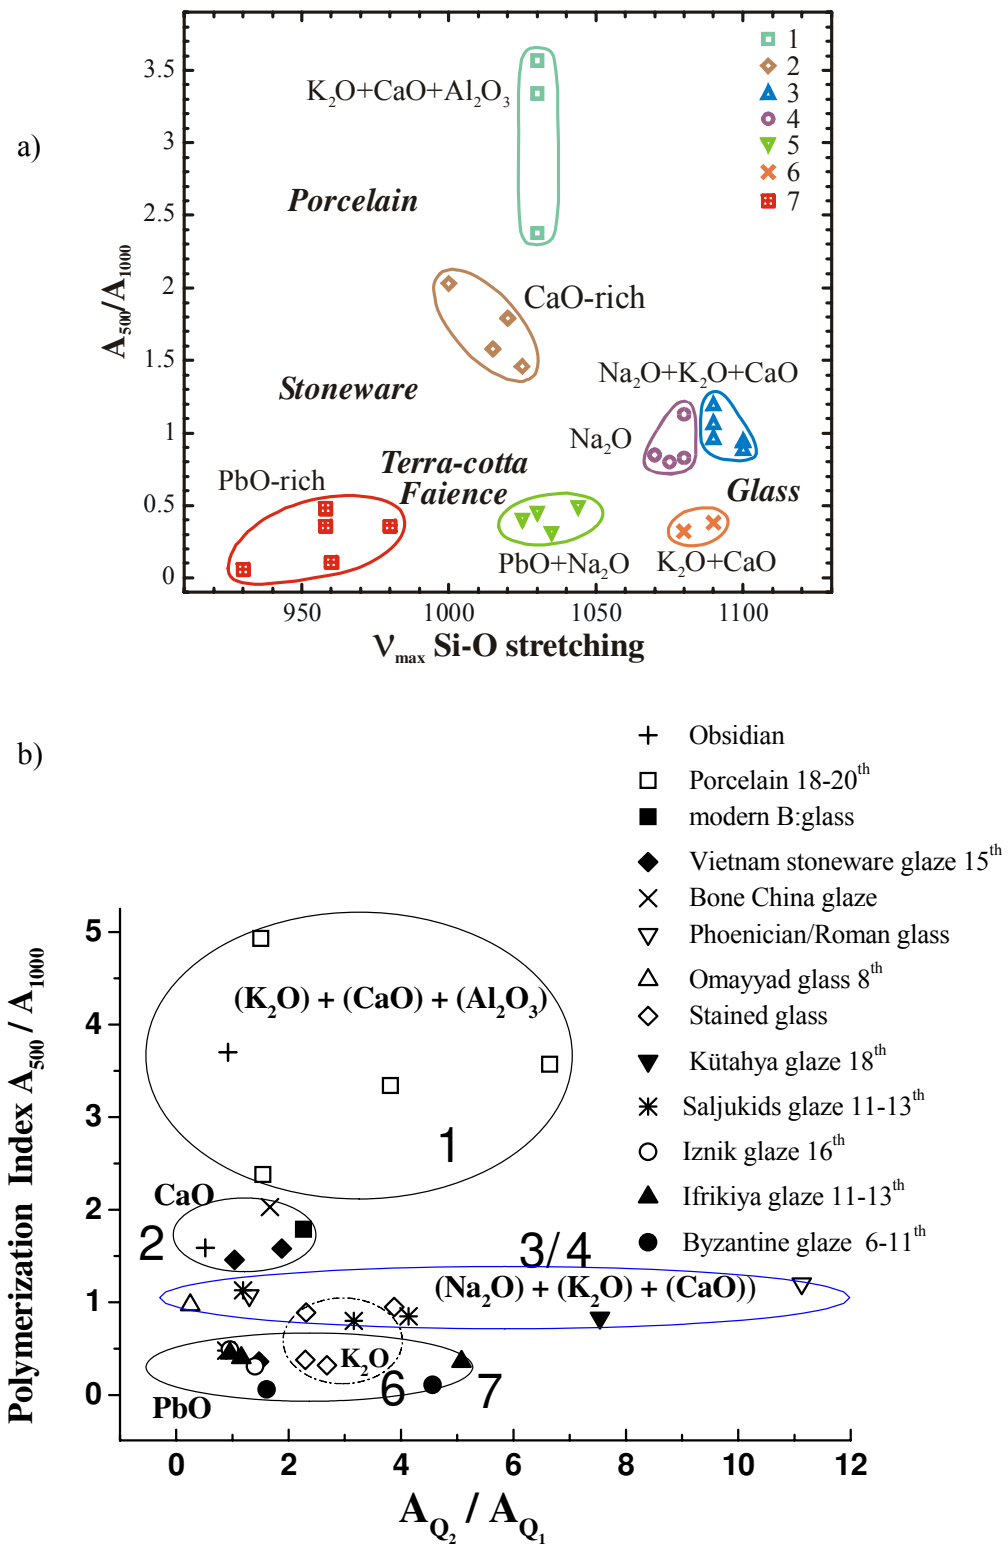 a)
3.5
3
2.5
2
1.5
1
0.5
0
A500/A1000
K2O+CaO+Al2O3
1
2
3
4
5
6
7
Porcelain
CaO-rich
Stoneware
Na2O+K2O+CaO
Na2O
PbO-rich
Terra-cotta
Faience
Glass
PbO+Na2O
K2O+CaO
950
1000
1050
1100
νmax Si-O stretching
b)
Obsidian
Porcelain 18-20th
modern B:glass
Vietnam stoneware glaze 15th
Bone China glaze
Phoenician/Roman glass
Omayyad glass 8th
Stained glass
Kütahya glaze 18th
Saljukids glaze 11-13th
Iznik glaze 16th
Ifrikiya glaze 11-13th
Byzantine glaze 6-11th
5
4
3
2
1
0
Polymerization Index A500 / A1000
(K2O) + (CaO) + (Al2O3)
1
CaO
2
3/4
(Na2O) + (K2O) + (CaO))
K2O
6
7
PbO
0
2
4
6
8
10
12
AQ2 / AQ1